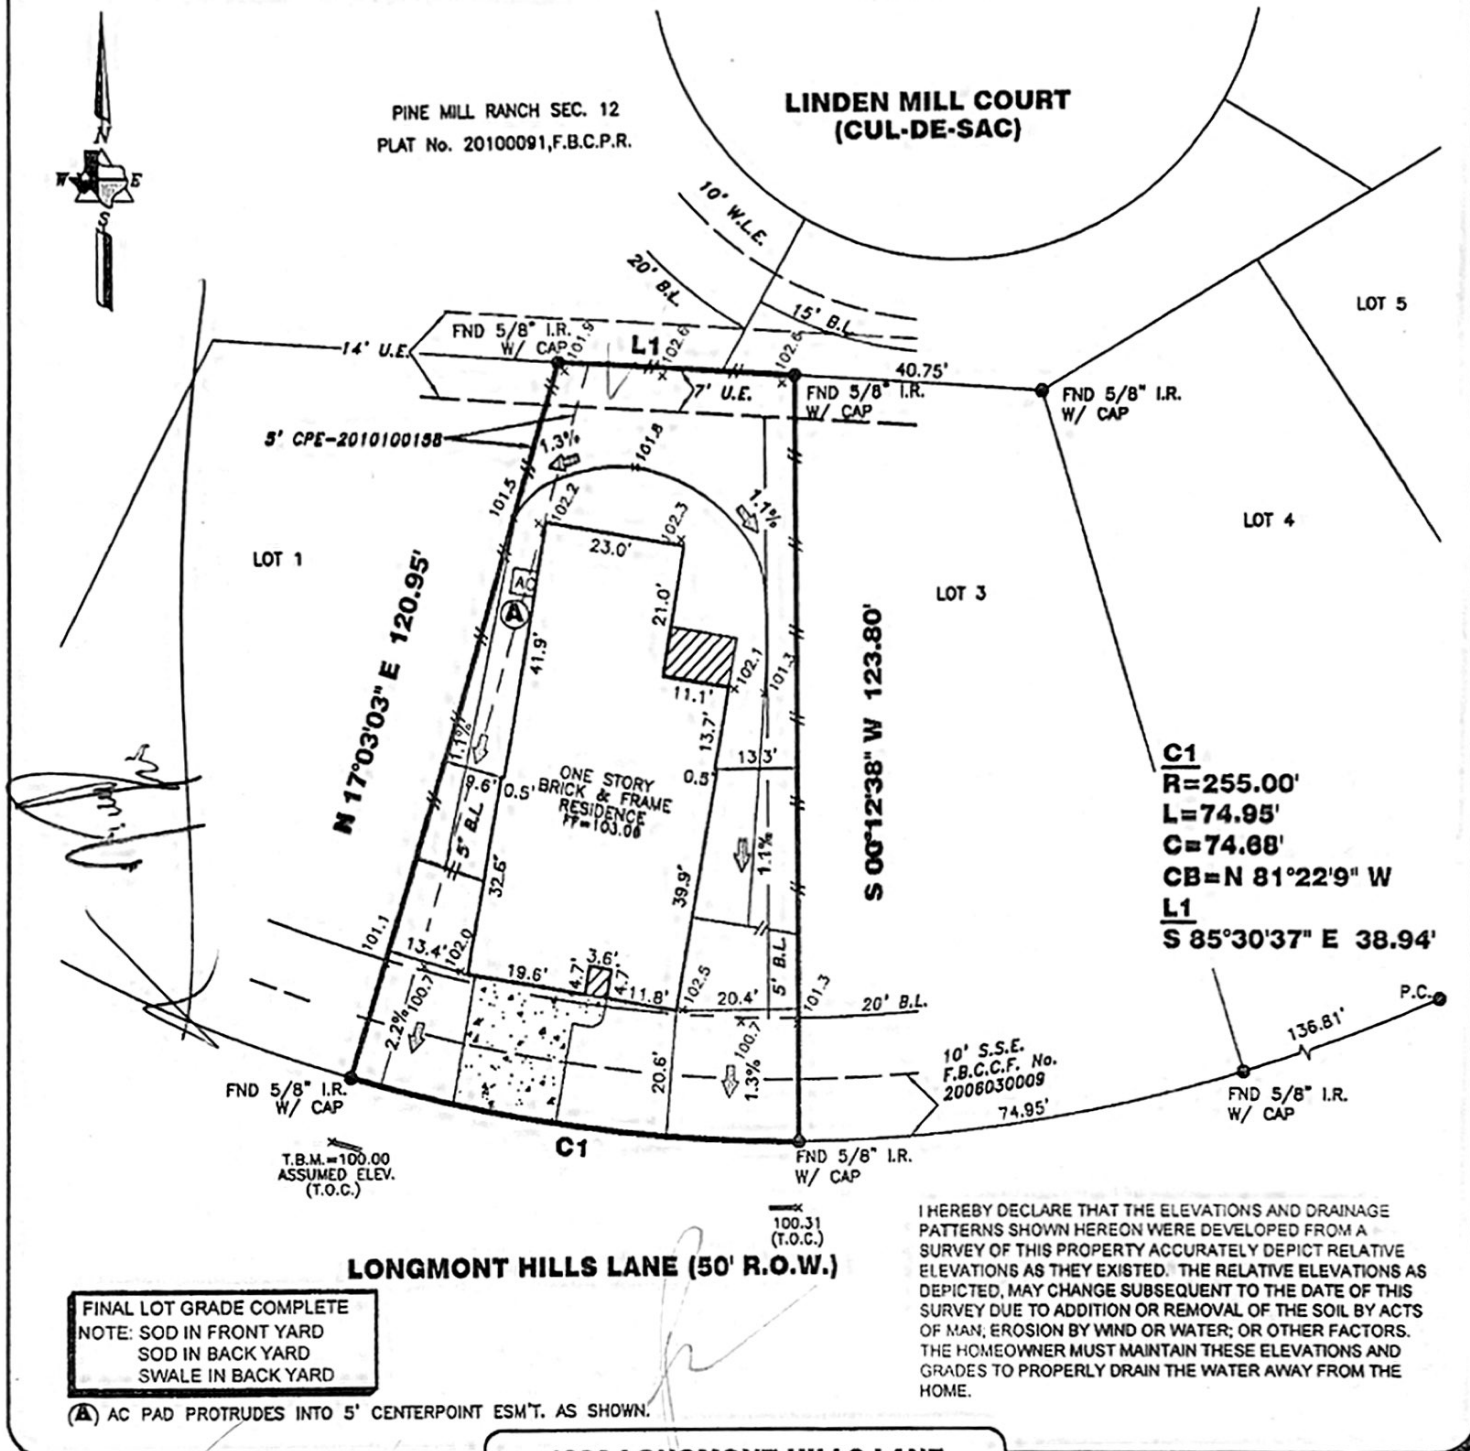 PINE MILL RANCH SEC. 12
PLAT No. 20100091,F.B.C.P.R.
LINDEN MILL COURT
(CUL-DE-SAC)
N
W
E
S
10' W.L.E.
20' B.L.
15' B.L.
LOT 5
14' U.E.
FND 5/8" I.R.
W/ CAP
101.9
L1
102.6
102.6
40.75'
7' U.E.
FND 5/8" I.R.
W/ CAP
FND 5/8" I.R.
W/ CAP
5' CPE-2010100158
1.3%
101.8
101.5
102.2
102.3
1.1%
23.0'
LOT 1
LOT 4
LOT 3
AC
A
21.0'
41.9'
N 17°03'03" E 120.95'
S 00°12'38" W 123.80'
102.1
101.3
11.1'
13.7'
13.3'
0.5'
1.1%
9.6'
0.5'
ONE STORY
BRICK & FRAME
RESIDENCE
FF=103.06
5' B.L.
32.6'
39.9'
1.1%
C1
R=255.00'
L=74.95'
C=74.68'
CB=N 81°22'9" W
L1
S 85°30'37" E 38.94'
101.1
13.4'
102.0
19.6'
4.7'
3.6'
4.7'
11.8'
102.5
20.4'
5' B.L.
101.3
20' B.L.
P.C.
100.7
2.2%
20.6'
100.7
1.3%
10' S.S.E.
F.B.C.C.F. No.
2006030009
136.81'
74.95'
FND 5/8" I.R.
W/ CAP
FND 5/8" I.R.
W/ CAP
C1
FND 5/8" I.R.
W/ CAP
T.B.M.=100.00
ASSUMED ELEV.
(T.O.C.)
100.31
(T.O.C.)
LONGMONT HILLS LANE (50' R.O.W.)
I HEREBY DECLARE THAT THE ELEVATIONS AND DRAINAGE
PATTERNS SHOWN HEREON WERE DEVELOPED FROM A
SURVEY OF THIS PROPERTY ACCURATELY DEPICT RELATIVE
ELEVATIONS AS THEY EXISTED. THE RELATIVE ELEVATIONS AS
DEPICTED, MAY CHANGE SUBSEQUENT TO THE DATE OF THIS
SURVEY DUE TO ADDITION OR REMOVAL OF THE SOIL BY ACTS
OF MAN; EROSION BY WIND OR WATER; OR OTHER FACTORS.
THE HOMEOWNER MUST MAINTAIN THESE ELEVATIONS AND
GRADES TO PROPERLY DRAIN THE WATER AWAY FROM THE
HOME.
FINAL LOT GRADE COMPLETE
NOTE: SOD IN FRONT YARD
SOD IN BACK YARD
SWALE IN BACK YARD
(A) AC PAD PROTRUDES INTO 5' CENTERPOINT ESM'T. AS SHOWN.
LONGMONT HILLS LANE